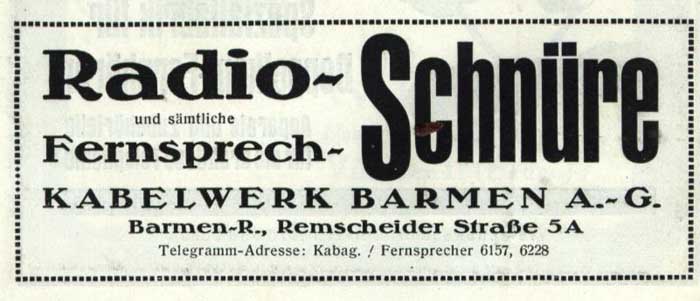 Radio-
und sämtliche
Fernsprech-
Schnüre
KABELWERK BARMEN A.-G.
Barmen-R., Remscheider Straße 5A
Telegramm-Adresse: Kabag. / Fernsprecher 6157, 6228